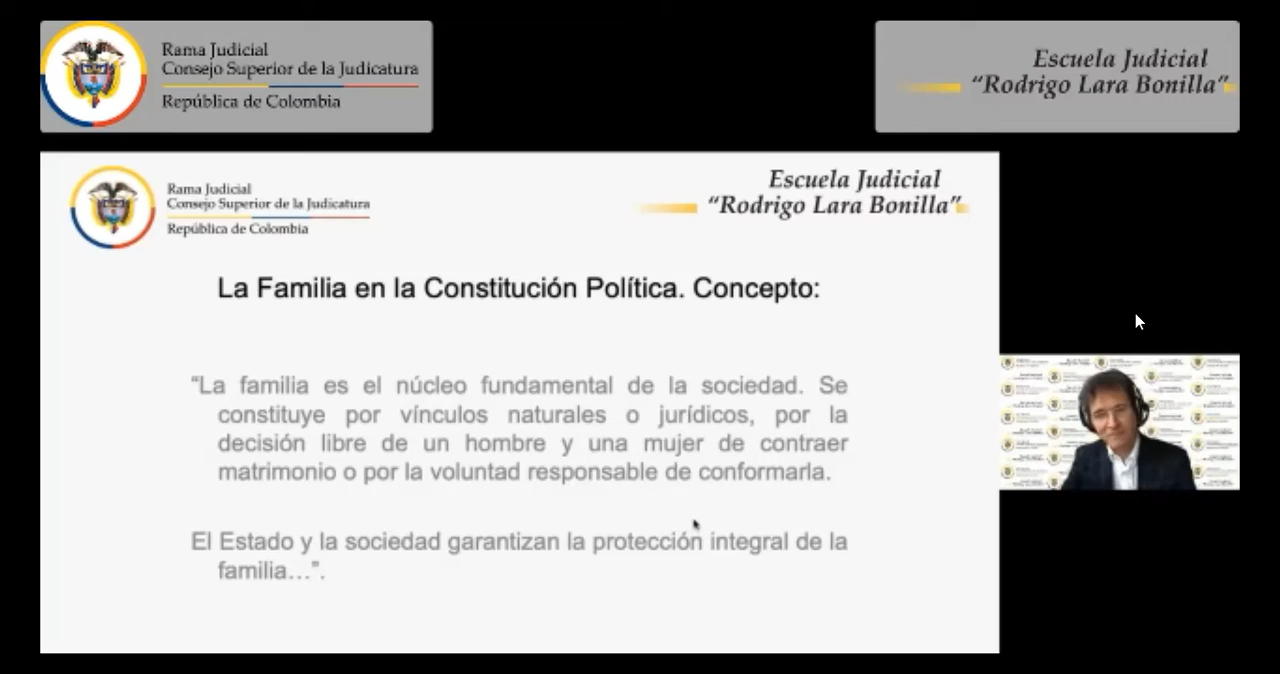 Rama Judicial
Consejo Superior de la Judicatura
República de Colombia
Escuela Judicial
“Rodrigo Lara Bonilla”
Rama Judicial
Consejo Superior de la Judicatura
República de Colombia
Escuela Judicial
“Rodrigo Lara Bonilla”
La Familia en la Constitución Política. Concepto:
“La familia es el núcleo fundamental de la sociedad. Se
constituye por vínculos naturales o jurídicos, por la
decisión libre de un hombre y una mujer de contraer
matrimonio o por la voluntad responsable de conformarla.
El Estado y la sociedad garantizan la protección integral de la
familia…”.